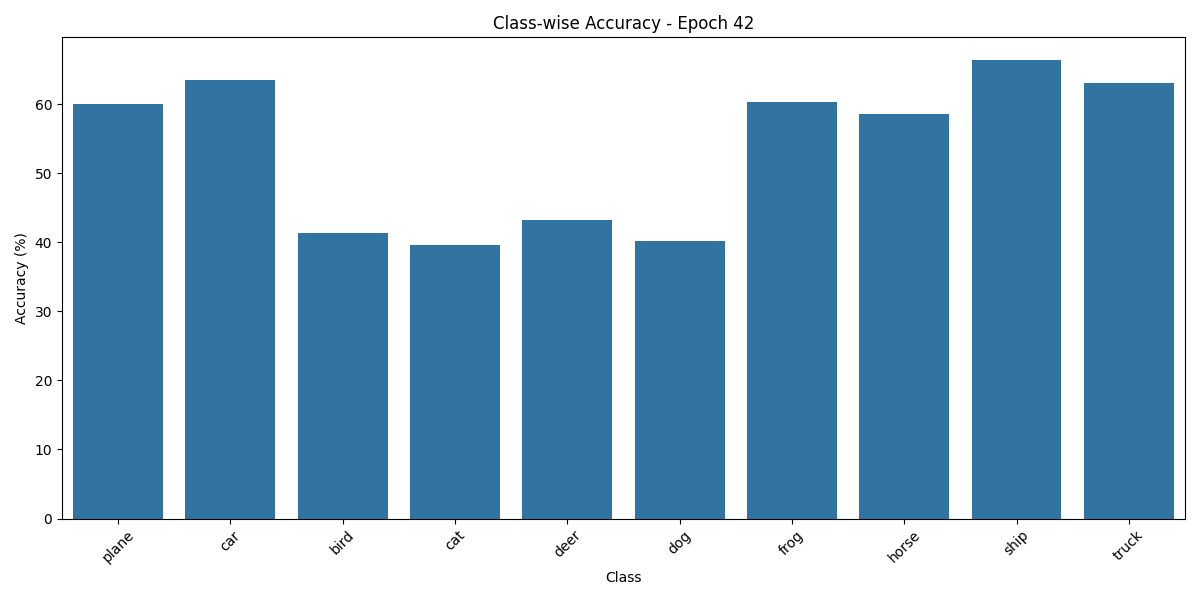 Class-wise Accuracy - Epoch 42
Accuracy (%)
60
50
40
30
20
10
0
plane
car
bird
cat
deer
dog
frog
horse
ship
truck
Class